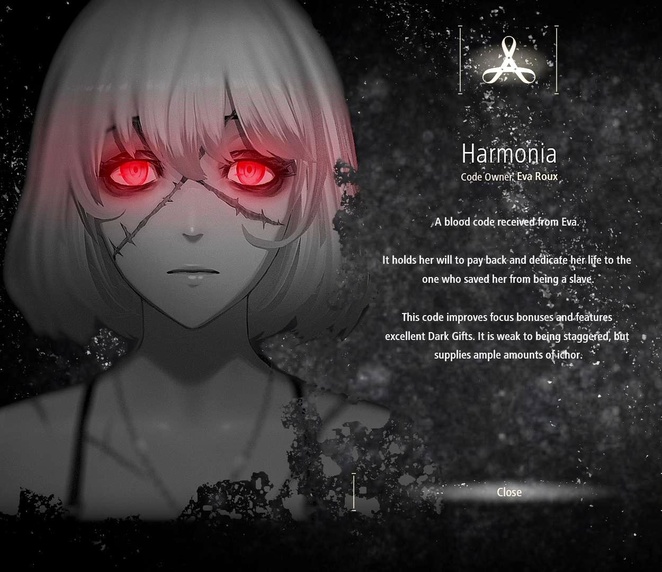 Harmonia
Code Owner: Eva Roux
A blood code received from Eva.
It holds her will to pay back and dedicate her life to the
one who saved her from being a slave.
This code improves focus bonuses and features
excellent Dark Gifts. It is weak to being staggered, but
supplies ample amounts of ichor.
Close